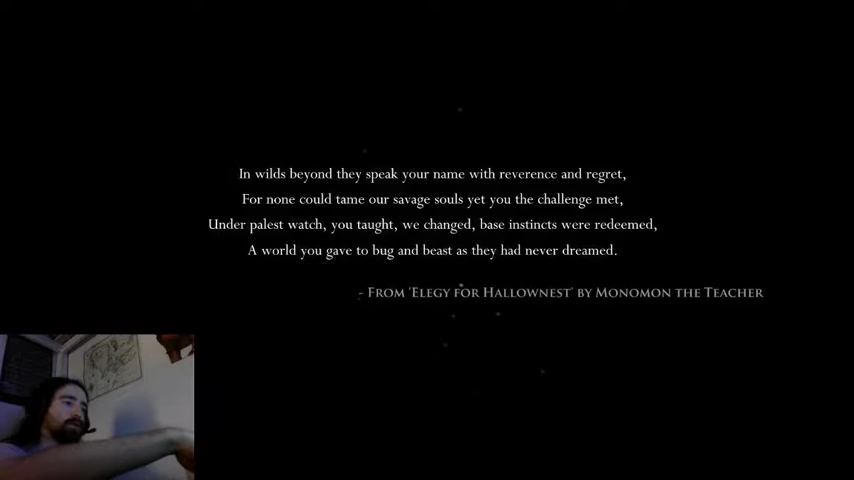 In wilds beyond they speak your name with reverence and regret,
For none could tame our savage souls yet you the challenge met,
Under palest watch, you taught, we changed, base instincts were redeemed,
A world you gave to bug and beast as they had never dreamed.
- From 'Elegy for Hallownest' by Monomon the Teacher